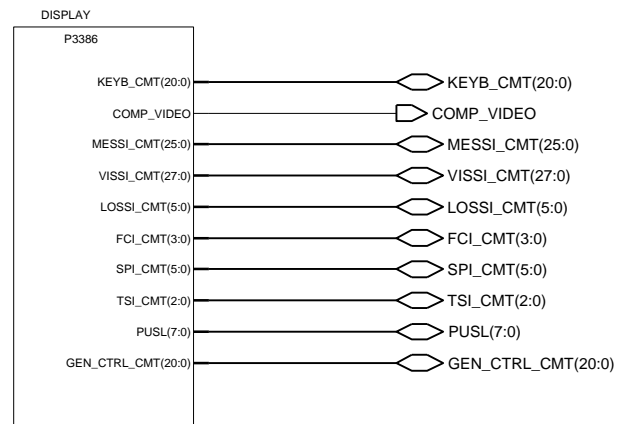 DISPLAY
P3386
KEYB_CMT(20:0) KEYB_CMT(20:0)
COMP_VIDEO COMP_VIDEO
MESSI_CMT(25:0) MESSI_CMT(25:0)
VISSI_CMT(27:0) VISSI_CMT(27:0)
LOSSI_CMT(5:0) LOSSI_CMT(5:0)
FCI_CMT(3:0) FCI_CMT(3:0)
SPI_CMT(5:0) SPI_CMT(5:0)
TSI_CMT(2:0) TSI_CMT(2:0)
PUSL(7:0) PUSL(7:0)
GEN_CTRL_CMT(20:0) GEN_CTRL_CMT(20:0)